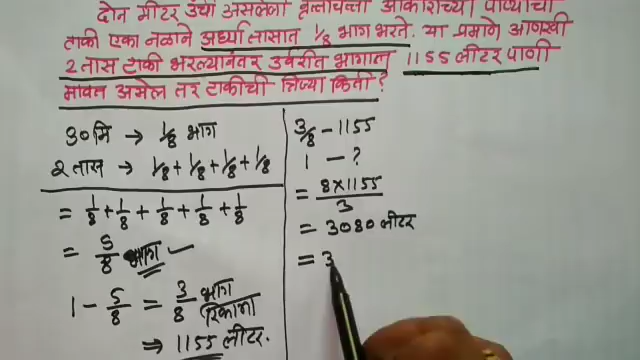 दोन मीटर उंची असलेली वृत्तचित्ती आकाराच्या पाण्याची
टाकी एका नळाने अर्ध्या तासात 1/8 भाग भरते. या प्रमाणे आणखी
2 तास टाकी भरल्यानंतर उर्वरीत भागात 1155 लीटर पाणी
मावत असेल तर टाकीची त्रिज्या किती?
30 मि → 1/8 भाग
2 तास → 1/8 + 1/8 + 1/8 + 1/8
= 1/8 + 1/8 + 1/8 + 1/8 + 1/8
= 5/8 भाग
1 - 5/8 = 3/8 भाग रिकामा
⇒ 1155 लीटर.
3/8 - 1155
1 - ?
= 8×1155/3
= 3080 लीटर
= 3